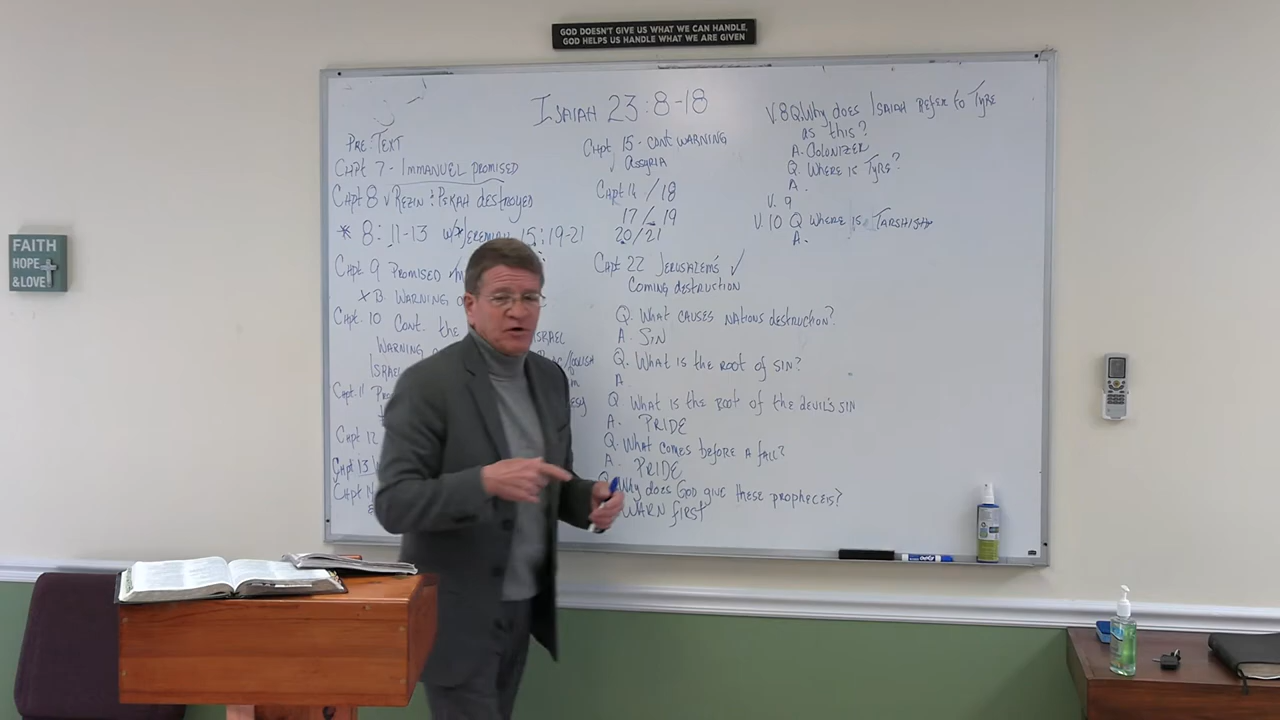 GOD DOESN'T GIVE US WHAT WE CAN HANDLE,
GOD HELPS US HANDLE WHAT WE ARE GIVEN
FAITH
HOPE
& LOVE
ISAIAH 23:8-18
PRE-TEXT
CHPT 7 - IMMANUEL PROMISED
CHPT 8 REZIN & PEKAH destroyed
* 8:11-13 w/ JEREMIAH 15:19-21
CHPT 9 PROMISED
B. WARNING
CHPT. 10 CONT. the
ISRAEL
WARNING
ISRAEL
CHPT. 11
CHPT 12
CHPT 13
CHPT
CHPT 15 - CONT WARNING
ASSYRIA
CHPT 16/18
17/19
20/21
CHPT 22 JERUSALEM'S ✓
COMING dESTRUCTION
Q. WHAT CAUSES NATIONS dESTRUCTION?
A. SIN
Q. WHAT IS THE ROOT OF SIN?
A
Q WHAT IS the ROOT of the dEVIL'S SIN
A. PRIDE
Q. WHAT COMES bEFORE A fALL?
A. PRIDE
Q. Why dOES GOD GIVE these PROPHECEIS?
WARN fIRST
V.8 Q. Why dOES ISAIAH REFER to TYRE
AS this?
A. COLONIZER
Q. WHERE IS TYRE?
A.
V. 9
V. 10 Q WHERE IS TARSHISH
A.